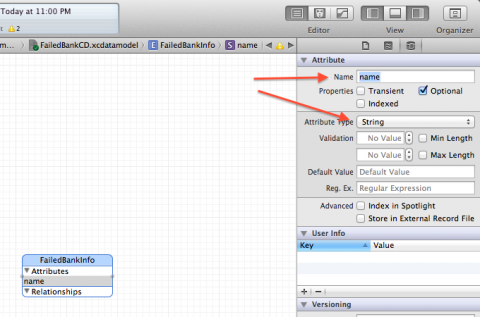 Today at 11:00 PM
2
Editor View Organizer
FailedBankCD.xcdatamodel E FailedBankInfo S name
Attribute
Name name
Properties Transient Optional
Indexed
Attribute Type String
Validation No Value Min Length
No Value Max Length
Default Value Default Value
Reg. Ex. Regular Expression
Advanced Index in Spotlight
Store in External Record File
User Info
Key Value
FailedBankInfo
Attributes
name
Relationships
Versioning